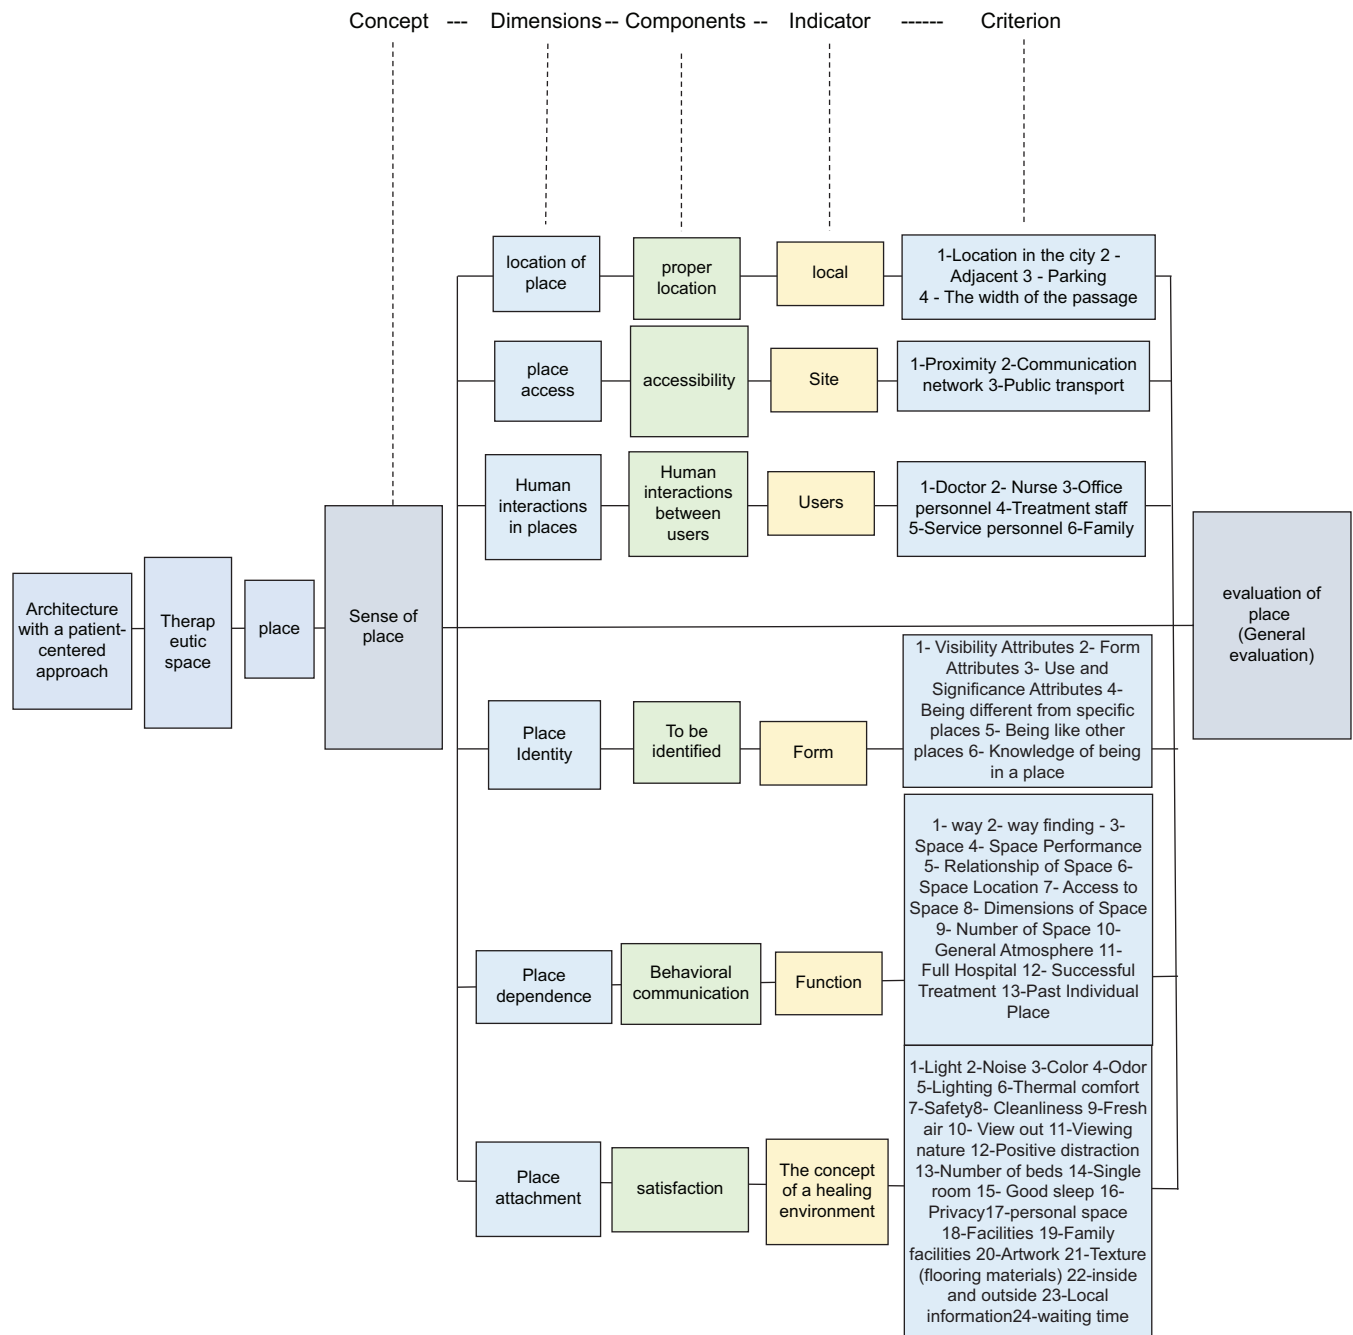 Concept --- Dimensions -- Components -- Indicator ------ Criterion
location of
place
proper
location
local
1-Location in the city 2 -
Adjacent 3 - Parking
4 - The width of the passage
place
access
accessibility
Site
1-Proximity 2-Communication
network 3-Public transport
Human
interactions
in places
Human
interactions
between
users
Users
1-Doctor 2- Nurse 3-Office
personnel 4-Treatment staff
5-Service personnel 6-Family
Architecture
with a patient-
centered
approach
Therap
eutic
space
place
Sense of
place
evaluation of
place
(General
evaluation)
Place
Identity
To be
identified
Form
1- Visibility Attributes 2- Form
Attributes 3- Use and
Significance Attributes 4-
Being different from specific
places 5- Being like other
places 6- Knowledge of being
in a place
Place
dependence
Behavioral
communication
Function
1- way 2- way finding - 3-
Space 4- Space Performance
5- Relationship of Space 6-
Space Location 7- Access to
Space 8- Dimensions of Space
9- Number of Space 10-
General Atmosphere 11-
Full Hospital 12- Successful
Treatment 13-Past Individual
Place
Place
attachment
satisfaction
The concept
of a healing
environment
1-Light 2-Noise 3-Color 4-Odor
5-Lighting 6-Thermal comfort
7-Safety8- Cleanliness 9-Fresh
air 10- View out 11-Viewing
nature 12-Positive distraction
13-Number of beds 14-Single
room 15- Good sleep 16-
Privacy17-personal space
18-Facilities 19-Family
facilities 20-Artwork 21-Texture
(flooring materials) 22-inside
and outside 23-Local
information24-waiting time